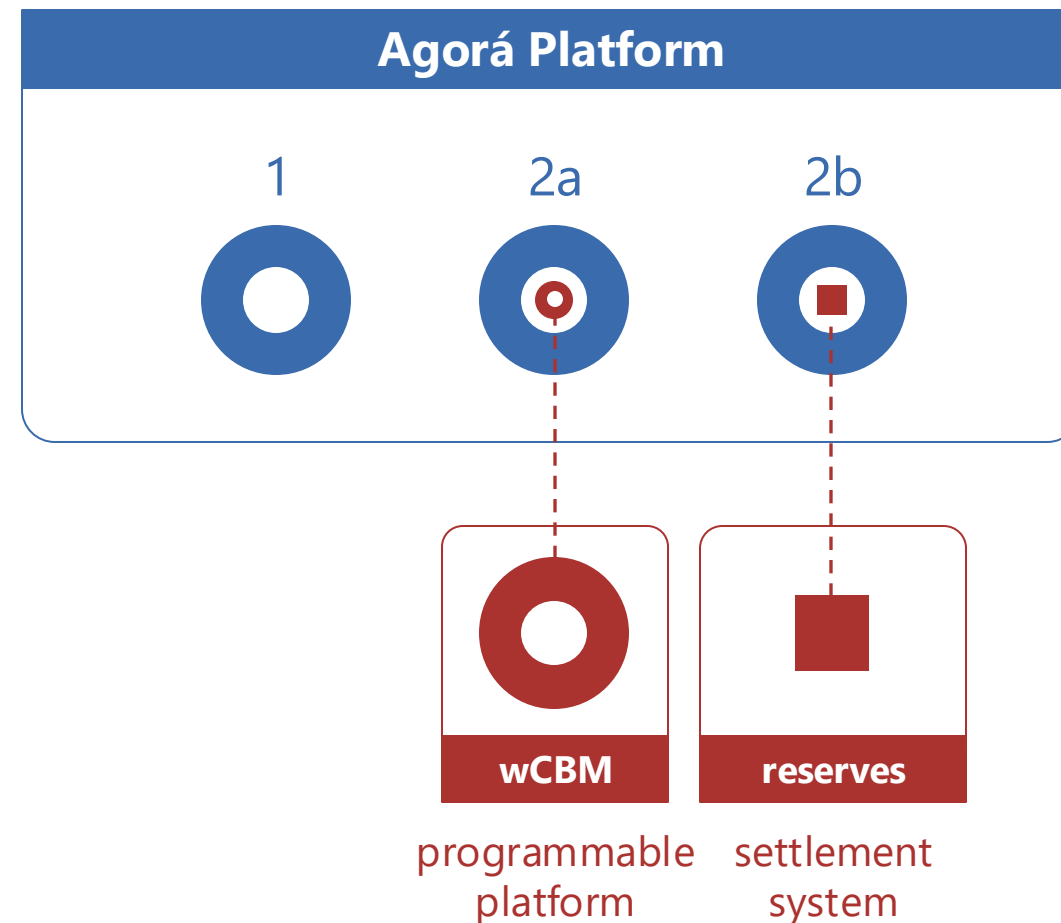 Agorá Platform
1
2a
2b
wCBM
reserves
programmable
platform
settlement
system